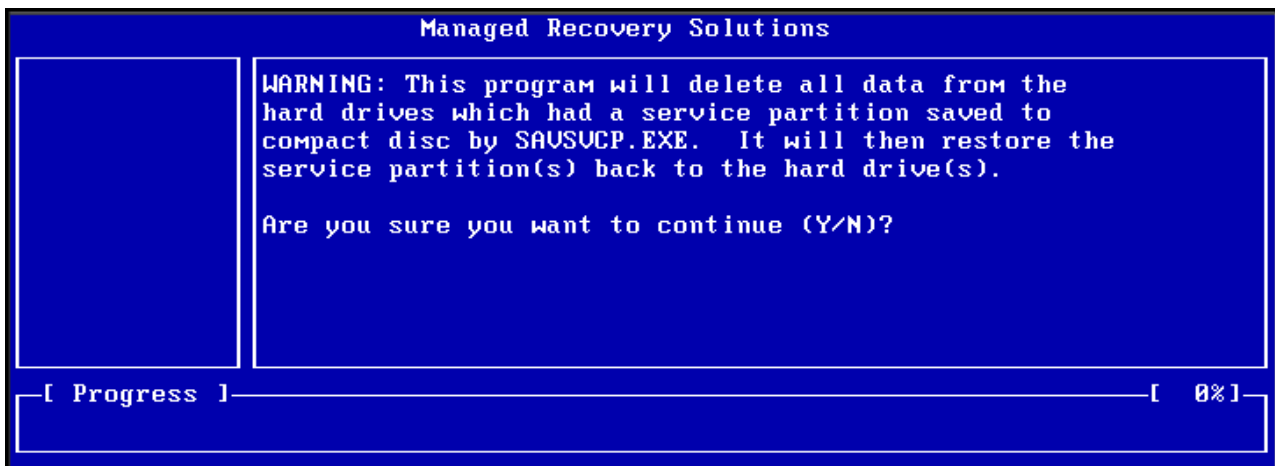 Managed Recovery Solutions
WARNING: This program will delete all data from the
hard drives which had a service partition saved to
compact disc by SAVSVCP.EXE.  It will then restore the
service partition(s) back to the hard drive(s).
Are you sure you want to continue (Y/N)?
[ Progress ] [  0%]